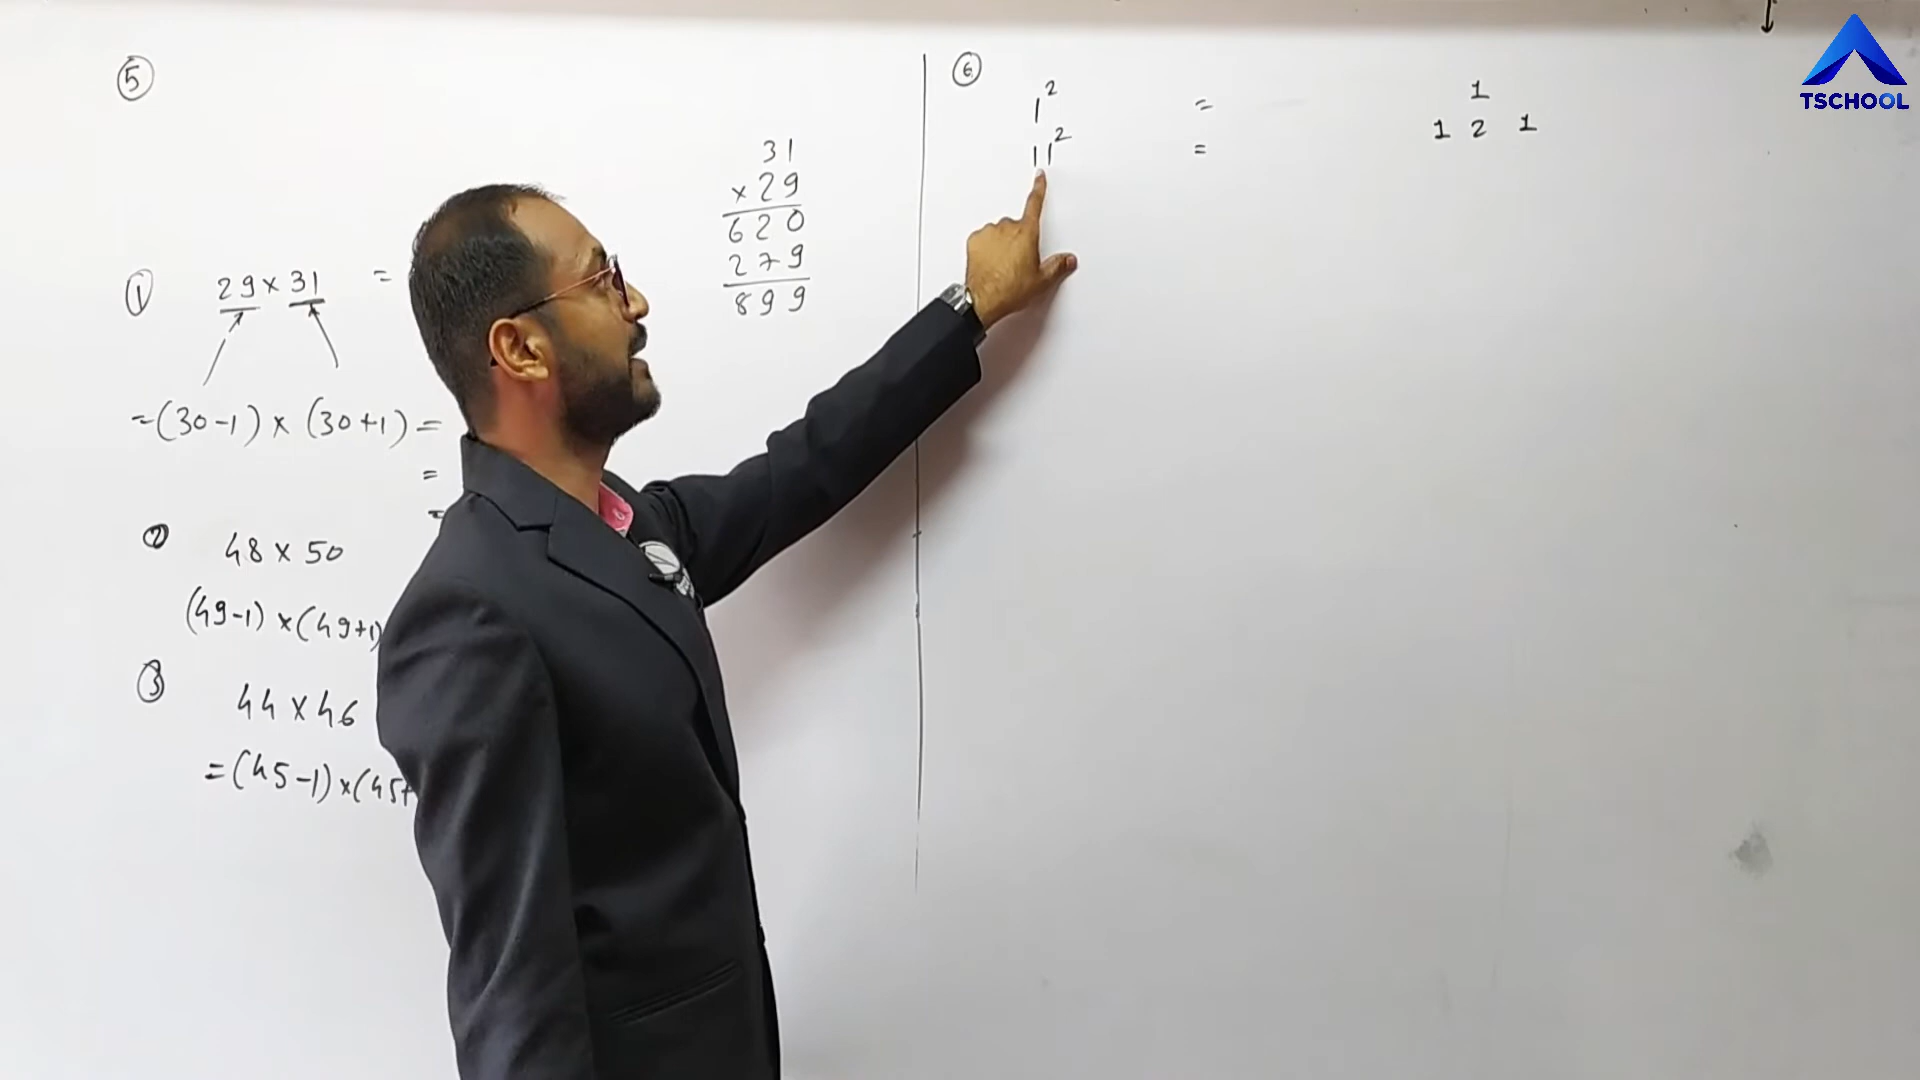 ⑤
31
× 29
620
279
899
① 29 × 31 =
= (30-1) × (30+1) =
=
=
② 48 × 50
(49-1) × (49+1)
③ 44 × 46
= (45-1) × (45+
⑥
1² = 1
11² = 1 2 1
TSCHOOL